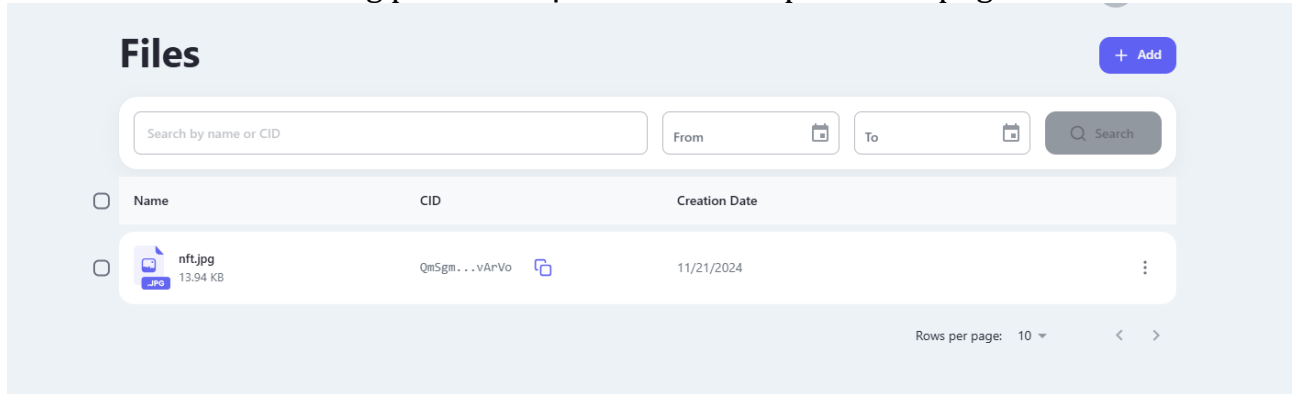 Files
+ Add
Search by name or CID
From
To
Search
Name CID Creation Date
nft.jpg
13.94 KB
.JPG
QmSgm...vArVo
11/21/2024
Rows per page: 10